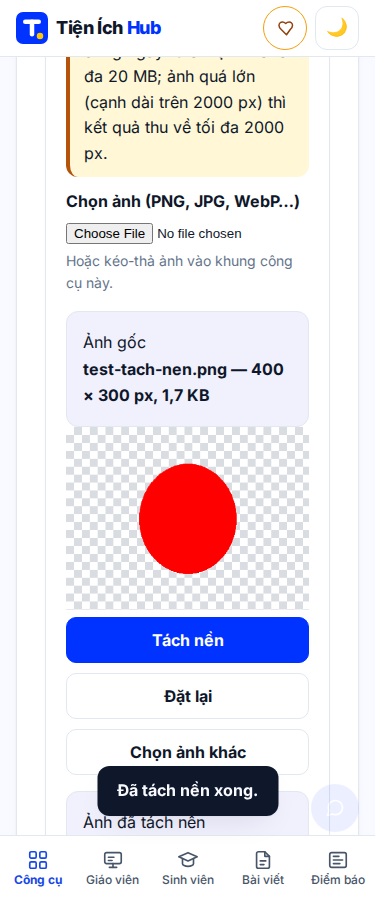 Tiện Ích Hub
đa 20 MB; ảnh quá lớn
(cạnh dài trên 2000 px) thì
kết quả thu về tối đa 2000
px.
Chọn ảnh (PNG, JPG, WebP...)
Choose File No file chosen
Hoặc kéo-thả ảnh vào khung công
cụ này.
Ảnh gốc
test-tach-nen.png — 400
× 300 px, 1,7 KB
Tách nền
Đặt lại
Chọn ảnh khác
Đã tách nền xong.
Ảnh đã tách nền
Công cụ
Giáo viên
Sinh viên
Bài viết
Điểm báo